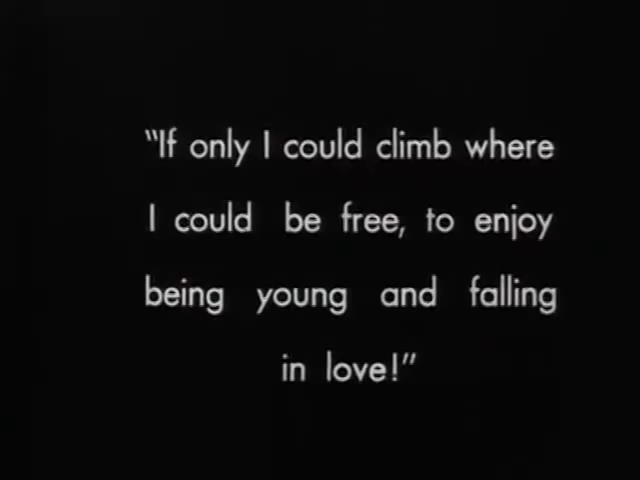 "If only I could climb where
I could be free, to enjoy
being young and falling
in love!"